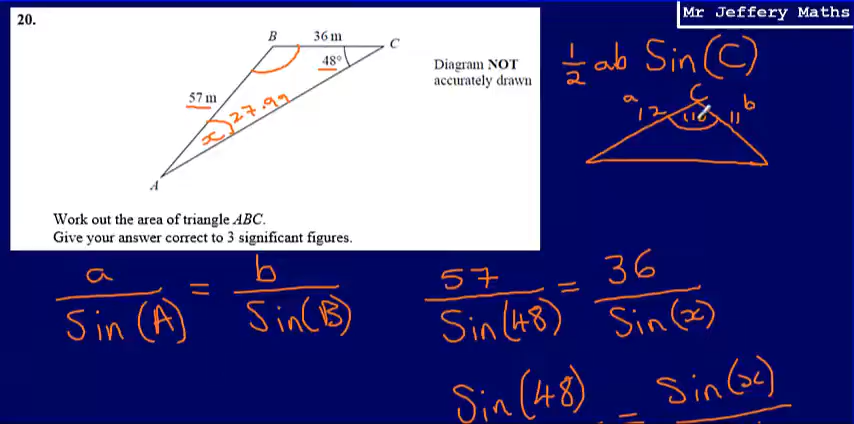 Mr Jeffery Maths
20.
B 36 m C
48°
57 m
x 27.99
A
Diagram NOT
accurately drawn
Work out the area of triangle ABC.
Give your answer correct to 3 significant figures.
1/2 ab Sin(C)
C
a b
12 110 11
a/Sin(A) = b/Sin(B)
57/Sin(48) = 36/Sin(x)
Sin(48) = Sin(x)